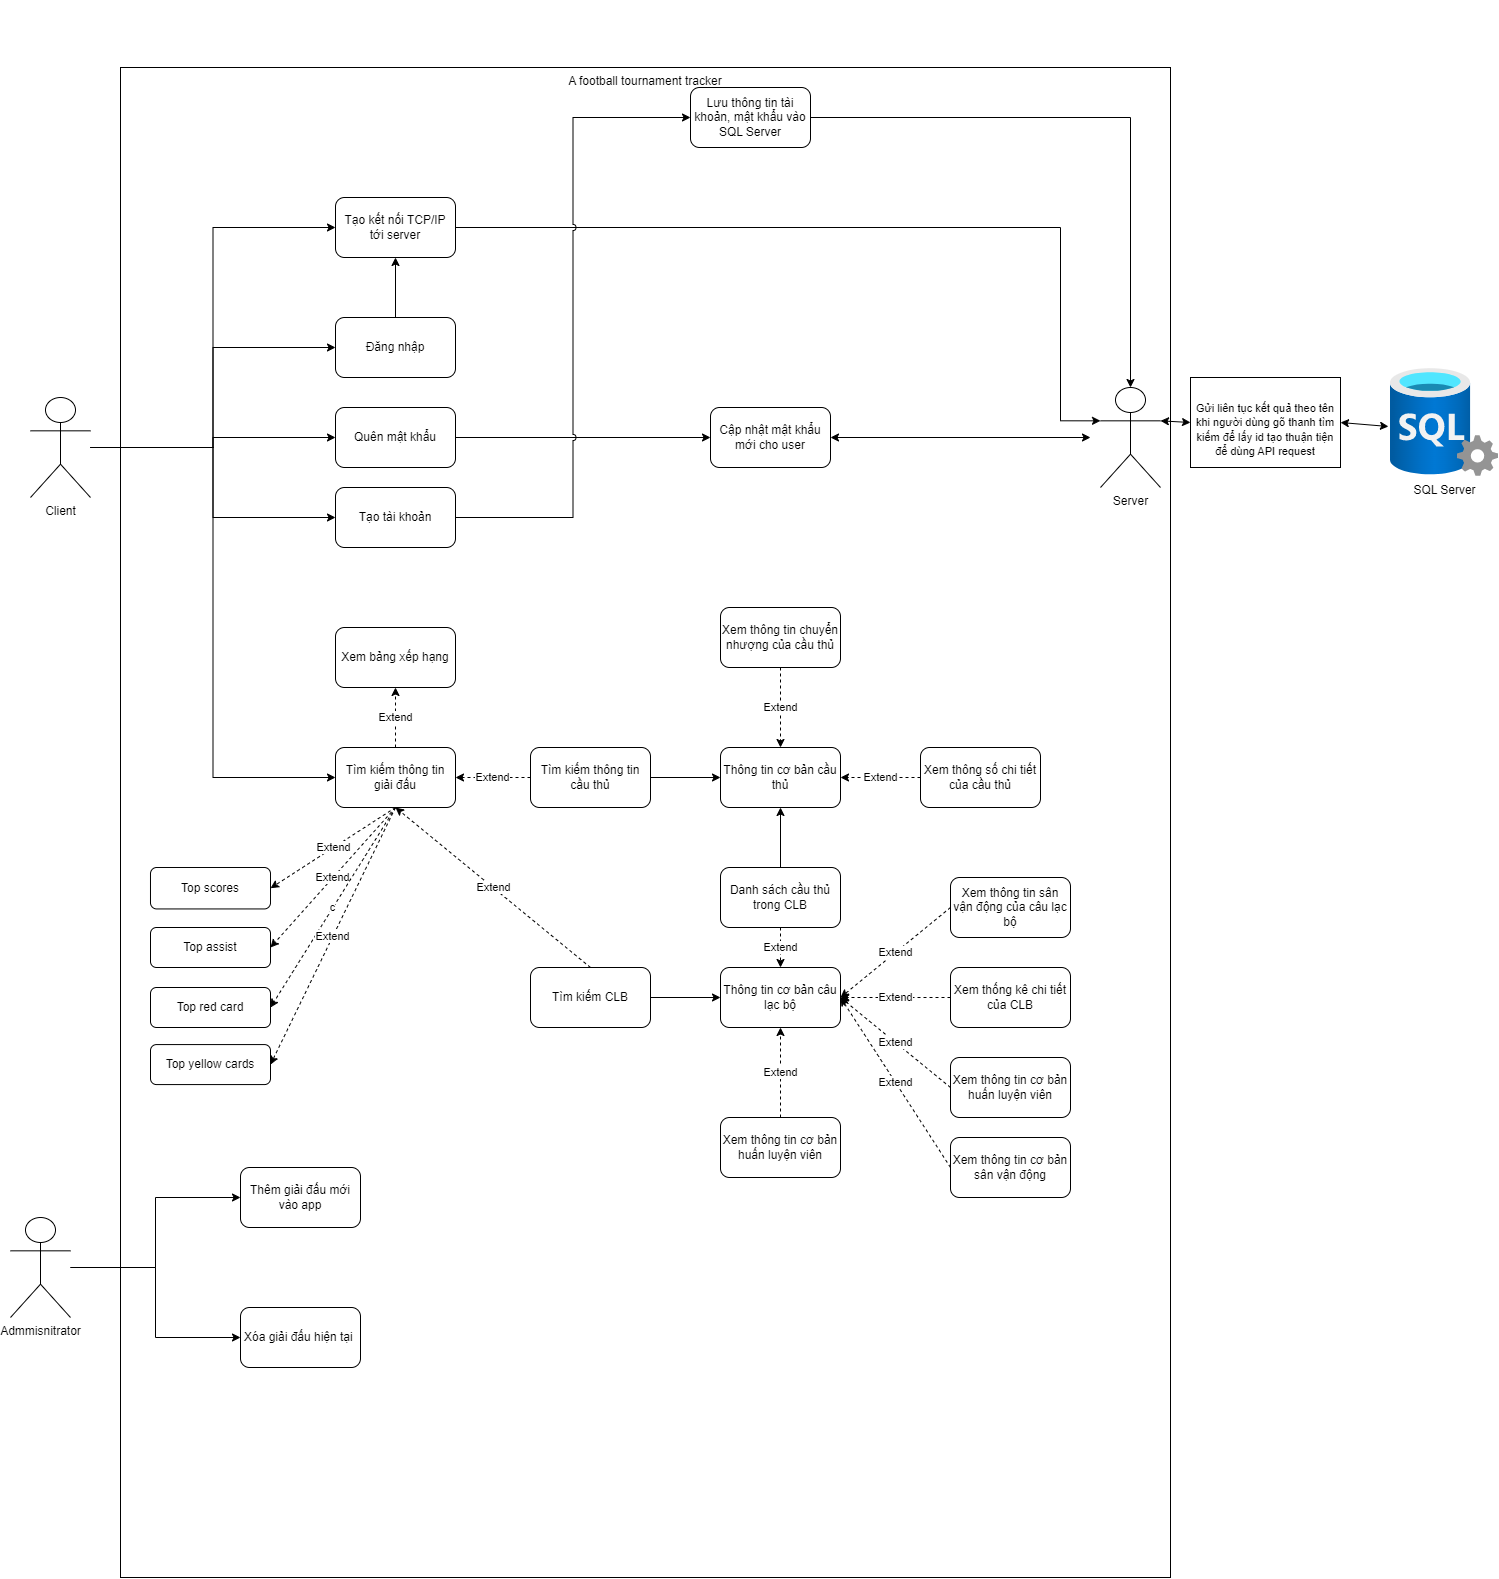 A football tournament tracker
Lưu thông tin tài
khoản, mật khẩu vào
SQL Server
Tạo kết nối TCP/IP
tới server
Đăng nhập
Quên mật khẩu
Cập nhật mật khẩu
mới cho user
Tạo tài khoản
Client
Server
Gửi liên tục kết quả theo tên
khi người dùng gõ thanh tìm
kiếm để lấy id tạo thuận tiện
để dùng API request
SQL
SQL Server
Xem thông tin chuyển
nhượng của cầu thủ
Xem bảng xếp hạng
Extend
Extend
Tìm kiếm thông tin
giải đấu
Extend
Tìm kiếm thông tin
cầu thủ
Thông tin cơ bản cầu
thủ
Extend
Xem thông số chi tiết
của cầu thủ
Extend
Extend
c
Extend
Top scores
Top assist
Top red card
Top yellow cards
Extend
Danh sách cầu thủ
trong CLB
Extend
Tìm kiếm CLB
Thông tin cơ bản câu
lạc bộ
Xem thông tin sân
vận động của câu lạc
bộ
Extend
Extend
Xem thống kê chi tiết
của CLB
Extend
Extend
Xem thông tin cơ bản
huấn luyện viên
Extend
Xem thông tin cơ bản
huấn luyện viên
Xem thông tin cơ bản
sân vận động
Thêm giải đấu mới
vào app
Admmisnitrator
Xóa giải đấu hiện tại